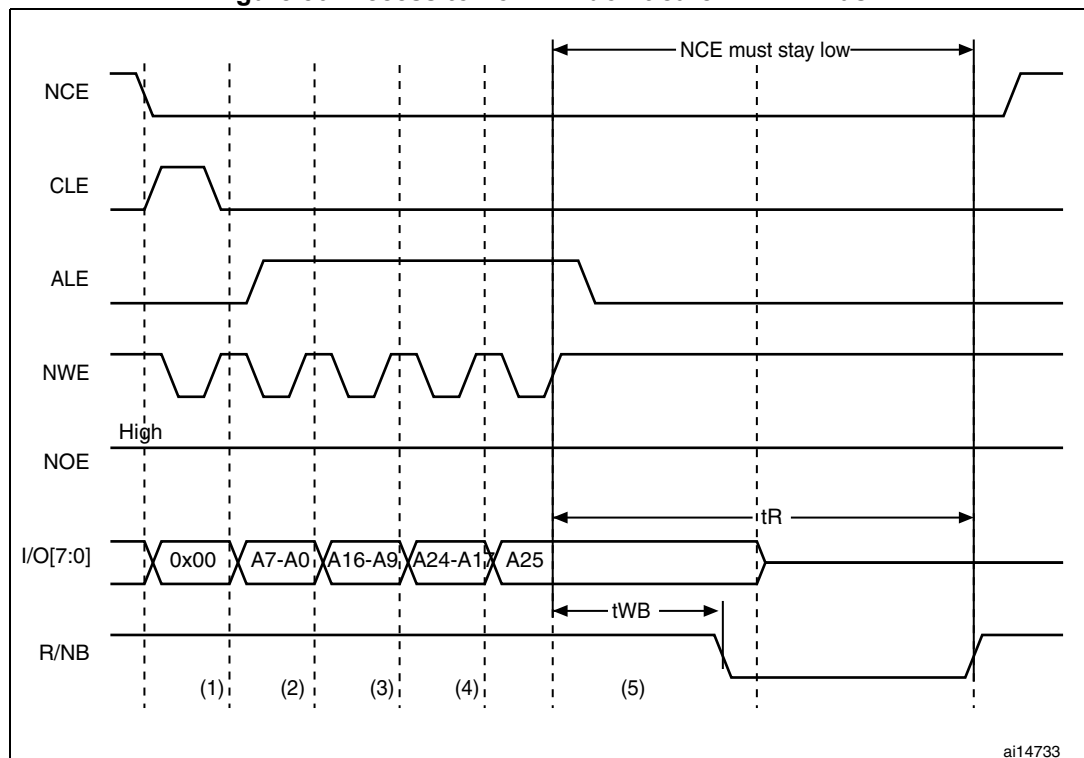 NCE must stay low
NCE
CLE
ALE
NWE
High
NOE
tR
I/O[7:0]
0x00
A7-A0
A16-A9
A24-A17
A25
tWB
R/NB
(1)
(2)
(3)
(4)
(5)
ai14733